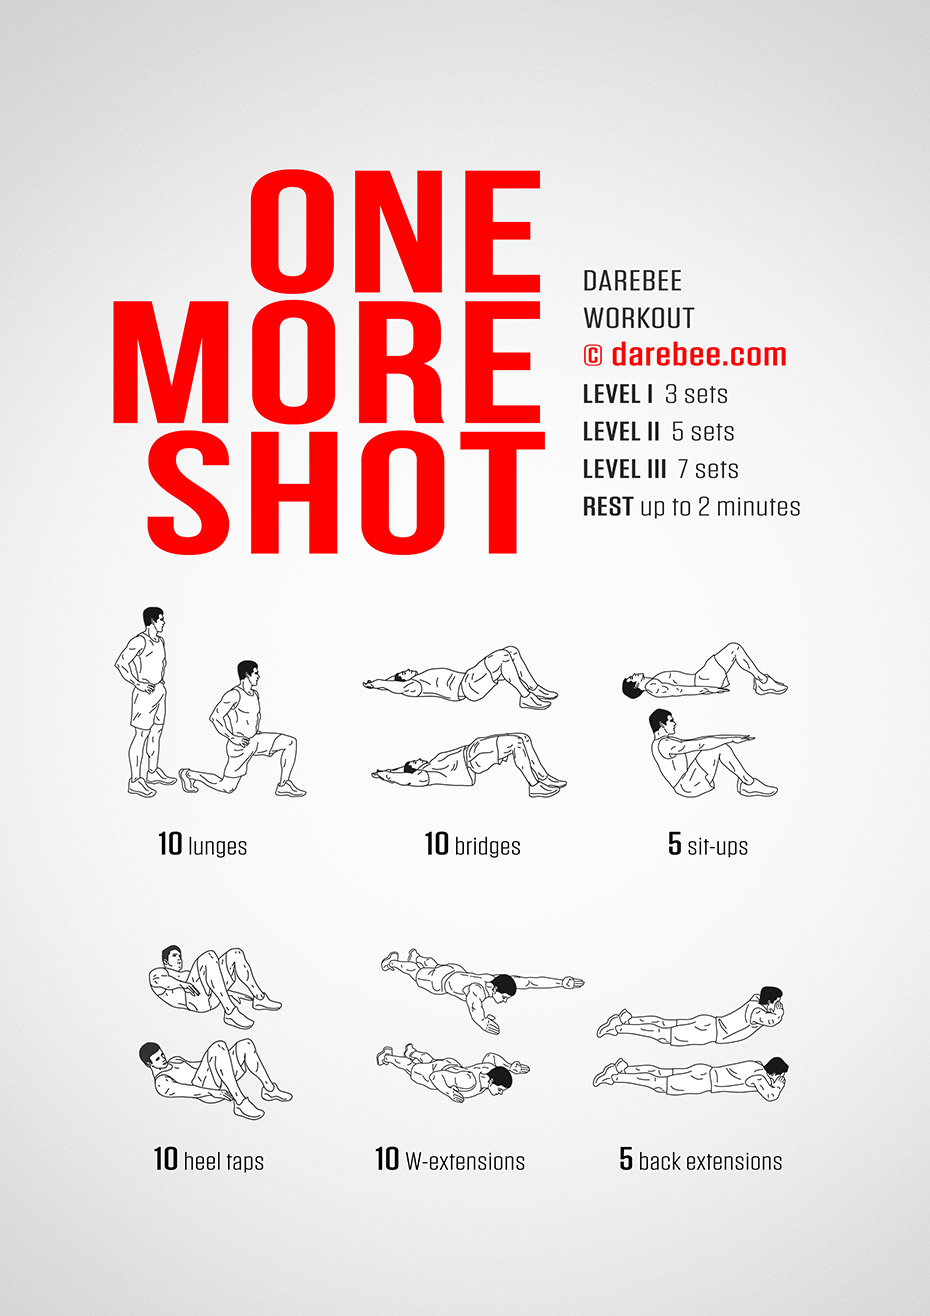 ONE
MORE
SHOT
DAREBEE
WORKOUT
© darebee.com
LEVEL I 3 sets
LEVEL II 5 sets
LEVEL III 7 sets
REST up to 2 minutes
10 lunges
10 bridges
5 sit-ups
10 heel taps
10 W-extensions
5 back extensions